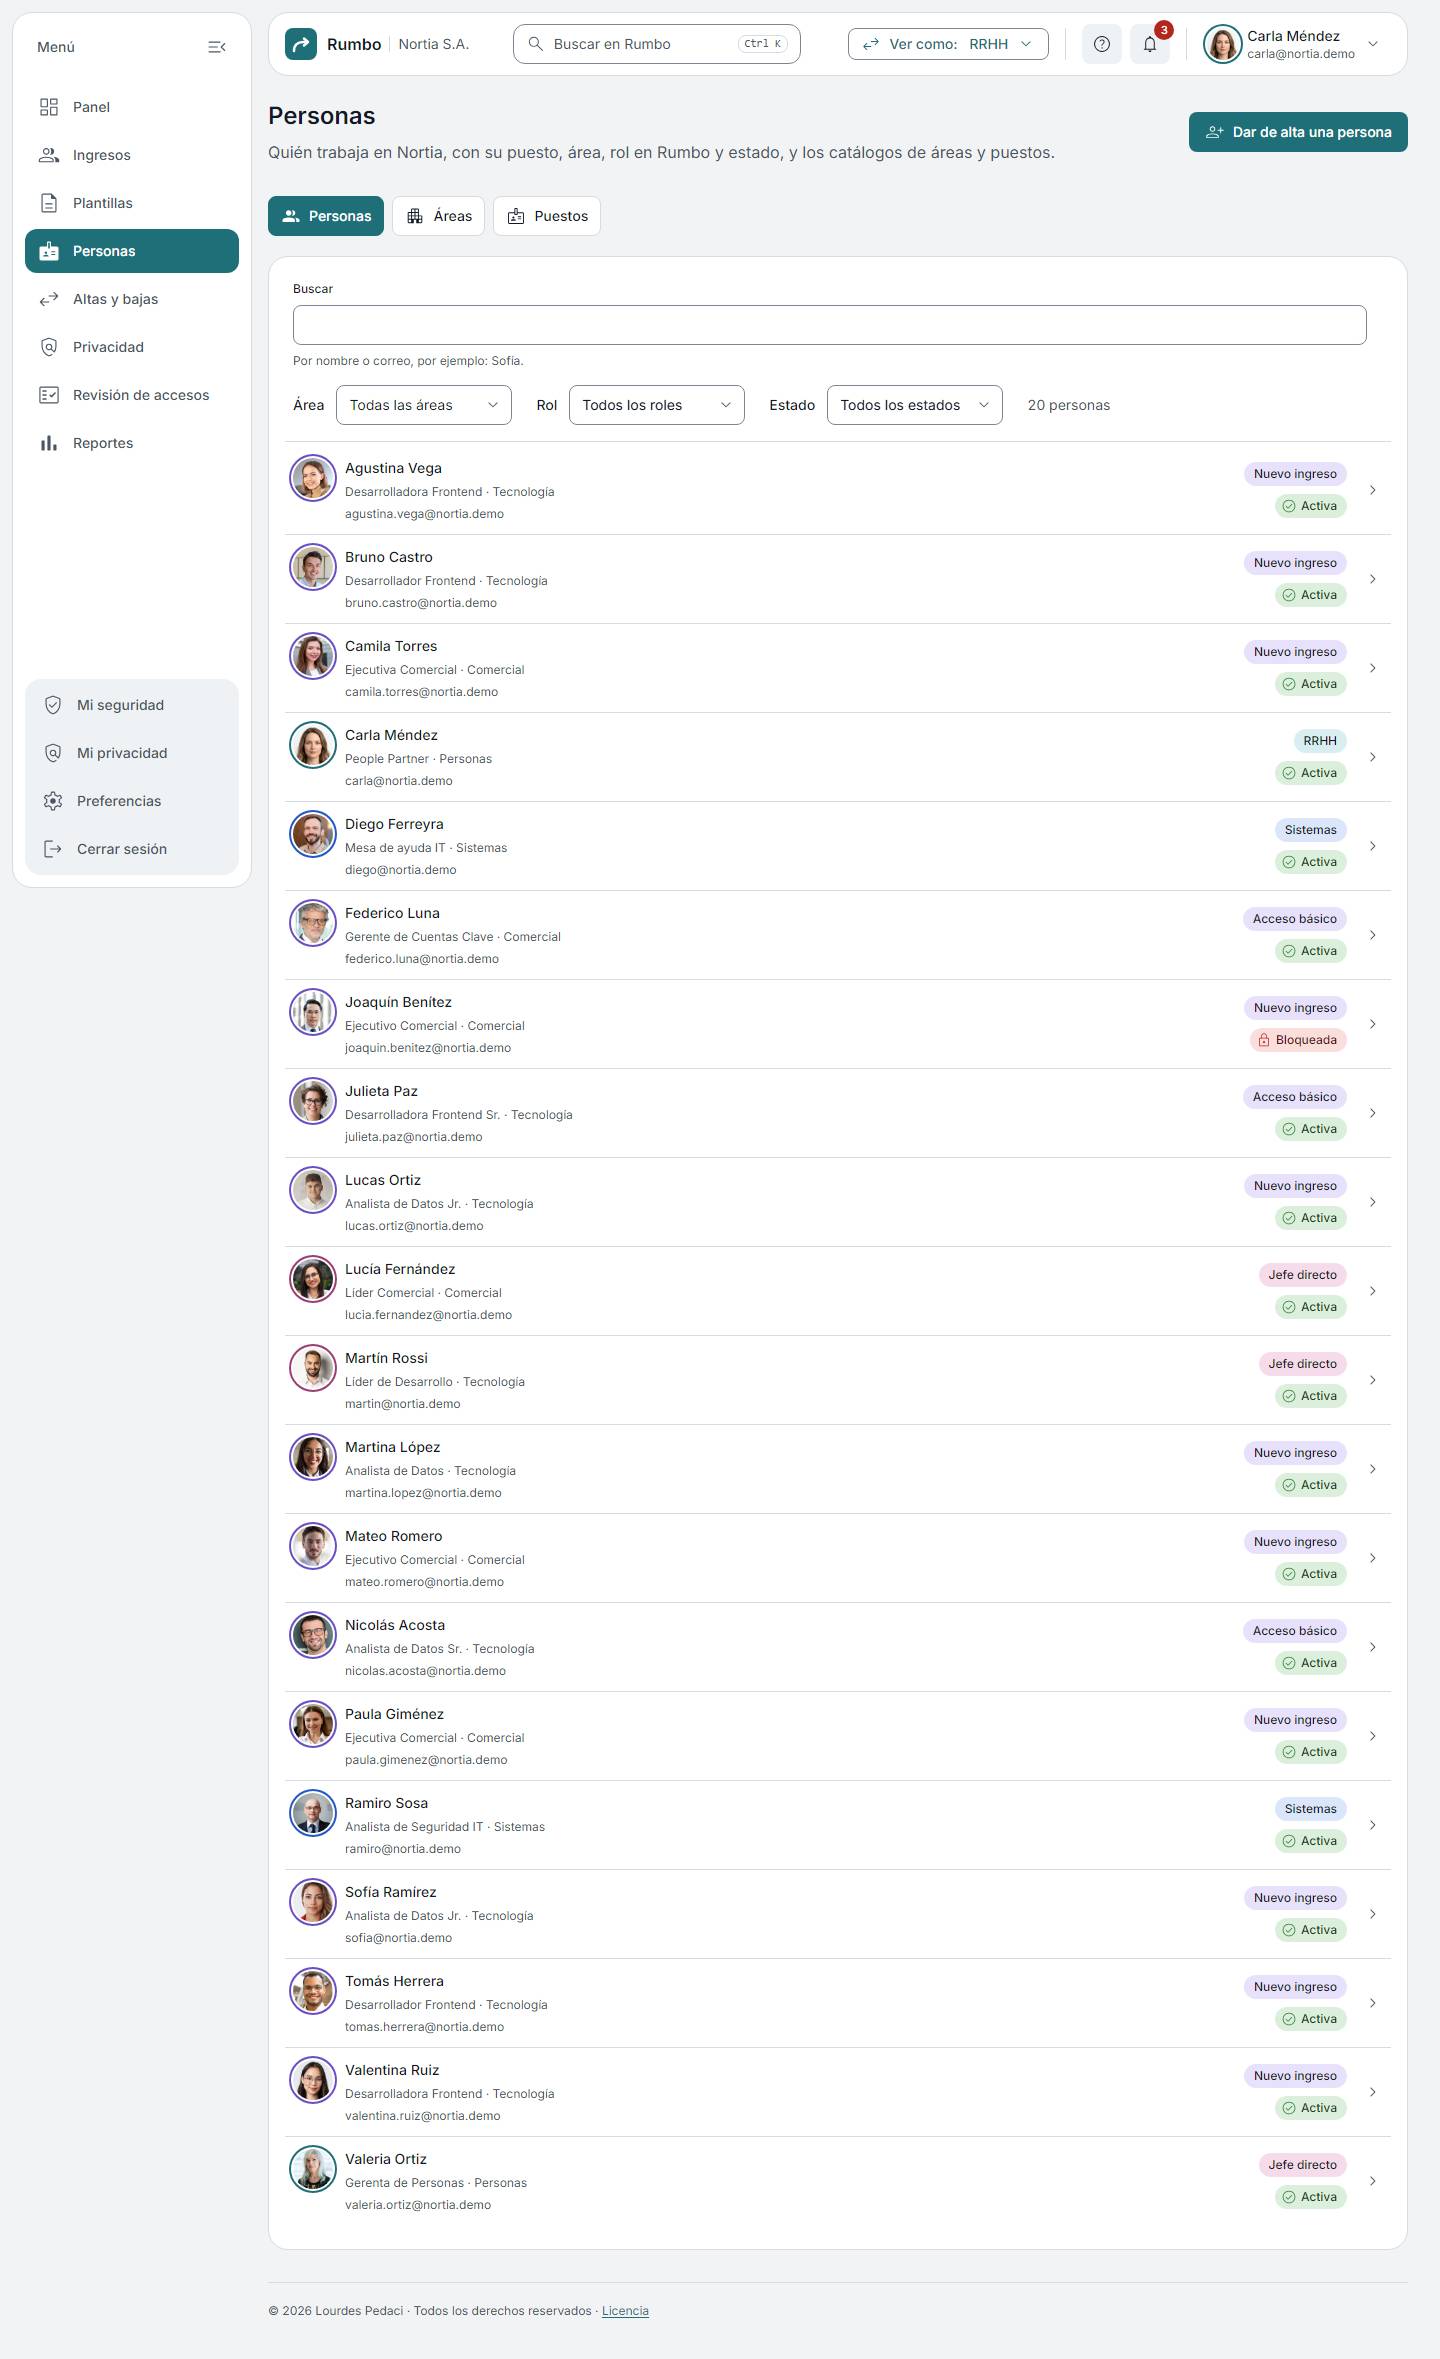 Menú
Panel
Ingresos
Plantillas
Personas
Altas y bajas
Privacidad
Revisión de accesos
Reportes
Mi seguridad
Mi privacidad
Preferencias
Cerrar sesión
Rumbo Nortia S.A.
Buscar en Rumbo Ctrl K
Ver como: RRHH
3
Carla Méndez
carla@nortia.demo
Personas
Quién trabaja en Nortia, con su puesto, área, rol en Rumbo y estado, y los catálogos de áreas y puestos.
Dar de alta una persona
Personas Áreas Puestos
Buscar
Por nombre o correo, por ejemplo: Sofía.
Área Todas las áreas Rol Todos los roles Estado Todos los estados 20 personas
Agustina Vega
Desarrolladora Frontend · Tecnología
agustina.vega@nortia.demo
Nuevo ingreso
Activa
Bruno Castro
Desarrollador Frontend · Tecnología
bruno.castro@nortia.demo
Nuevo ingreso
Activa
Camila Torres
Ejecutiva Comercial · Comercial
camila.torres@nortia.demo
Nuevo ingreso
Activa
Carla Méndez
People Partner · Personas
carla@nortia.demo
RRHH
Activa
Diego Ferreyra
Mesa de ayuda IT · Sistemas
diego@nortia.demo
Sistemas
Activa
Federico Luna
Gerente de Cuentas Clave · Comercial
federico.luna@nortia.demo
Acceso básico
Activa
Joaquín Benítez
Ejecutivo Comercial · Comercial
joaquin.benitez@nortia.demo
Nuevo ingreso
Bloqueada
Julieta Paz
Desarrolladora Frontend Sr. · Tecnología
julieta.paz@nortia.demo
Acceso básico
Activa
Lucas Ortiz
Analista de Datos Jr. · Tecnología
lucas.ortiz@nortia.demo
Nuevo ingreso
Activa
Lucía Fernández
Líder Comercial · Comercial
lucia.fernandez@nortia.demo
Jefe directo
Activa
Martín Rossi
Líder de Desarrollo · Tecnología
martin@nortia.demo
Jefe directo
Activa
Martina López
Analista de Datos · Tecnología
martina.lopez@nortia.demo
Nuevo ingreso
Activa
Mateo Romero
Ejecutivo Comercial · Comercial
mateo.romero@nortia.demo
Nuevo ingreso
Activa
Nicolás Acosta
Analista de Datos Sr. · Tecnología
nicolas.acosta@nortia.demo
Acceso básico
Activa
Paula Giménez
Ejecutiva Comercial · Comercial
paula.gimenez@nortia.demo
Nuevo ingreso
Activa
Ramiro Sosa
Analista de Seguridad IT · Sistemas
ramiro@nortia.demo
Sistemas
Activa
Sofía Ramírez
Analista de Datos Jr. · Tecnología
sofia@nortia.demo
Nuevo ingreso
Activa
Tomás Herrera
Desarrollador Frontend · Tecnología
tomas.herrera@nortia.demo
Nuevo ingreso
Activa
Valentina Ruiz
Desarrolladora Frontend · Tecnología
valentina.ruiz@nortia.demo
Nuevo ingreso
Activa
Valeria Ortiz
Gerenta de Personas · Personas
valeria.ortiz@nortia.demo
Jefe directo
Activa
© 2026 Lourdes Pedaci · Todos los derechos reservados · Licencia